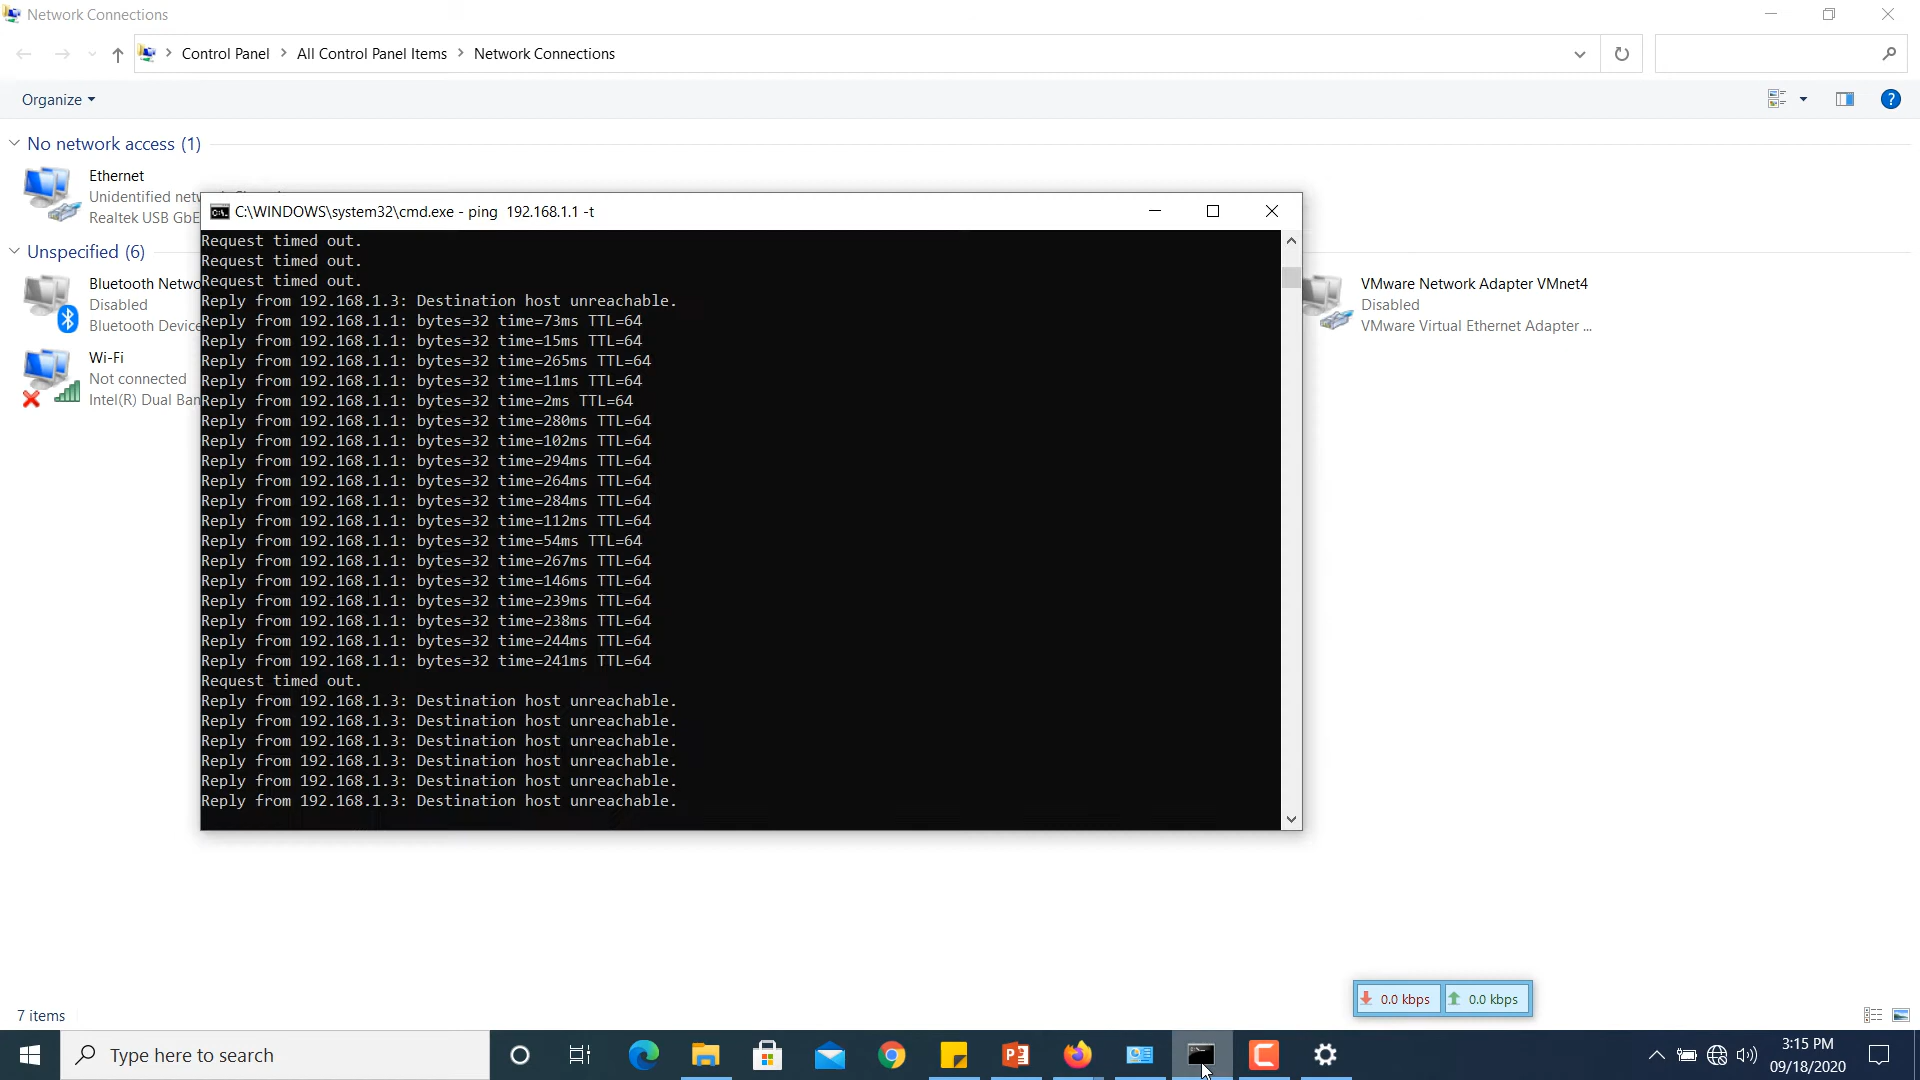 Network Connections
Control Panel > All Control Panel Items > Network Connections
Organize
No network access (1)
Ethernet
Unidentified
Realtek USB
Unspecified (6)
Bluetooth
Disabled
Bluetooth Device
Wi-Fi
Not connected
Intel(R) Dual
VMware Network Adapter VMnet4
Disabled
VMware Virtual Ethernet Adapter ...
C:\WINDOWS\system32\cmd.exe - ping  192.168.1.1 -t
Request timed out.
Request timed out.
Request timed out.
Reply from 192.168.1.3: Destination host unreachable.
Reply from 192.168.1.1: bytes=32 time=73ms TTL=64
Reply from 192.168.1.1: bytes=32 time=15ms TTL=64
Reply from 192.168.1.1: bytes=32 time=265ms TTL=64
Reply from 192.168.1.1: bytes=32 time=11ms TTL=64
Reply from 192.168.1.1: bytes=32 time=2ms TTL=64
Reply from 192.168.1.1: bytes=32 time=280ms TTL=64
Reply from 192.168.1.1: bytes=32 time=102ms TTL=64
Reply from 192.168.1.1: bytes=32 time=294ms TTL=64
Reply from 192.168.1.1: bytes=32 time=264ms TTL=64
Reply from 192.168.1.1: bytes=32 time=284ms TTL=64
Reply from 192.168.1.1: bytes=32 time=112ms TTL=64
Reply from 192.168.1.1: bytes=32 time=54ms TTL=64
Reply from 192.168.1.1: bytes=32 time=267ms TTL=64
Reply from 192.168.1.1: bytes=32 time=146ms TTL=64
Reply from 192.168.1.1: bytes=32 time=239ms TTL=64
Reply from 192.168.1.1: bytes=32 time=238ms TTL=64
Reply from 192.168.1.1: bytes=32 time=244ms TTL=64
Reply from 192.168.1.1: bytes=32 time=241ms TTL=64
Request timed out.
Reply from 192.168.1.3: Destination host unreachable.
Reply from 192.168.1.3: Destination host unreachable.
Reply from 192.168.1.3: Destination host unreachable.
Reply from 192.168.1.3: Destination host unreachable.
Reply from 192.168.1.3: Destination host unreachable.
Reply from 192.168.1.3: Destination host unreachable.
0.0 kbps 0.0 kbps
7 items
Type here to search
3:15 PM
09/18/2020